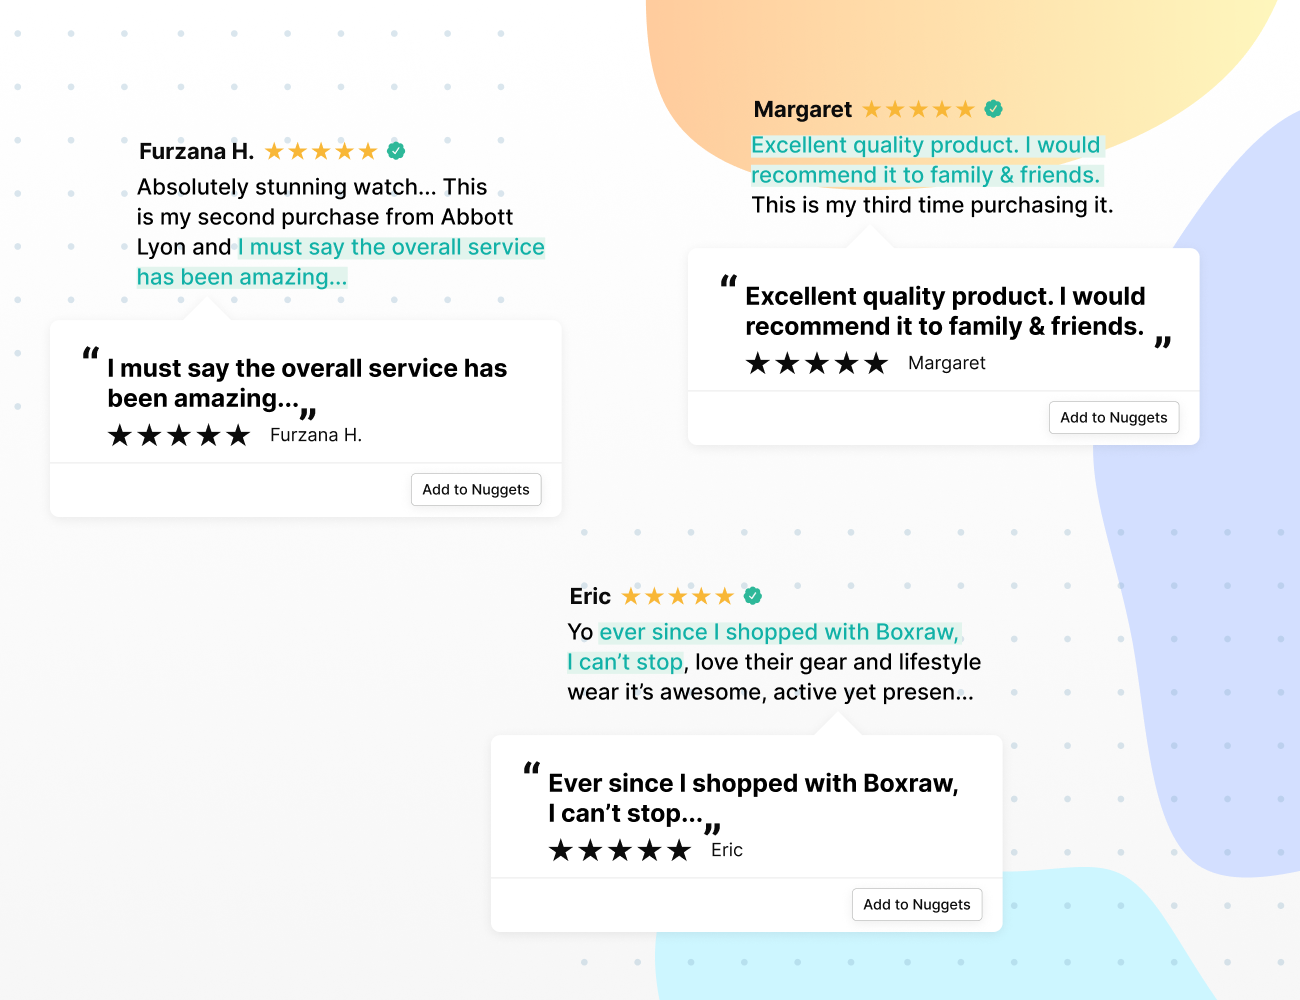 Furzana H.
Absolutely stunning watch... This
is my second purchase from Abbott
Lyon and I must say the overall service
has been amazing...
“ I must say the overall service has
been amazing... ”
Furzana H.
Add to Nuggets
Margaret
Excellent quality product. I would
recommend it to family & friends.
This is my third time purchasing it.
“ Excellent quality product. I would
recommend it to family & friends. ”
Margaret
Add to Nuggets
Eric
Yo ever since I shopped with Boxraw,
I can’t stop, love their gear and lifestyle
wear it’s awesome, active yet presen...
“ Ever since I shopped with Boxraw,
I can’t stop... ”
Eric
Add to Nuggets